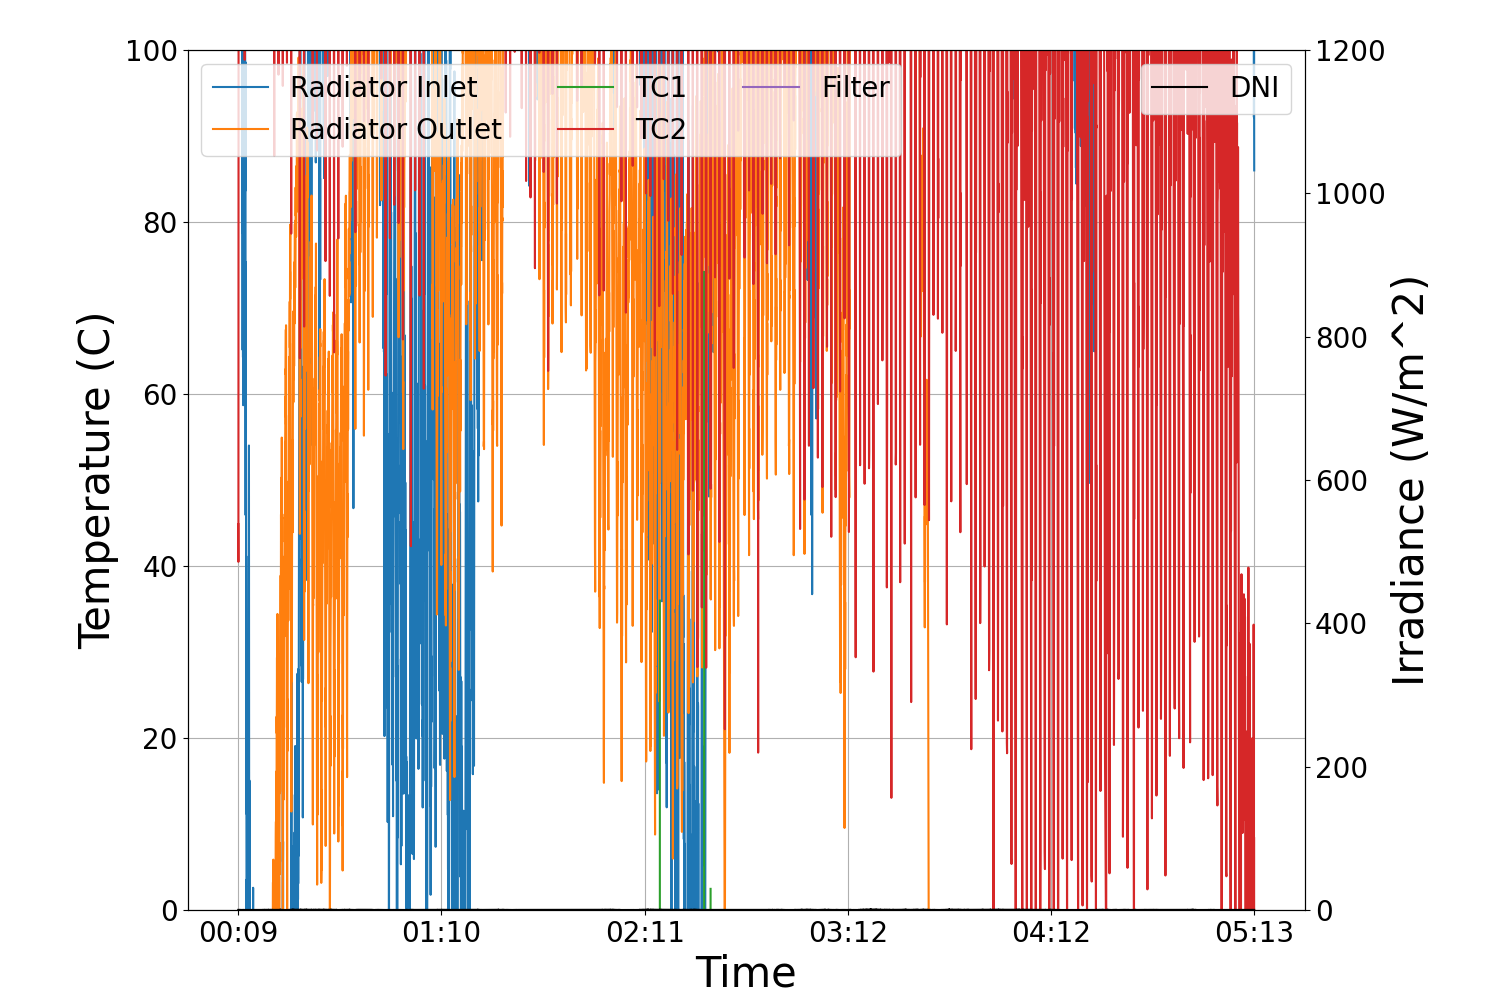 100
80
60
40
20
0
Temperature (C)
Radiator Inlet
Radiator Outlet
TC1
TC2
Filter
DNI
1200
1000
800
600
400
200
0
Irradiance (W/m^2)
00:09
01:10
02:11
03:12
04:12
05:13
Time